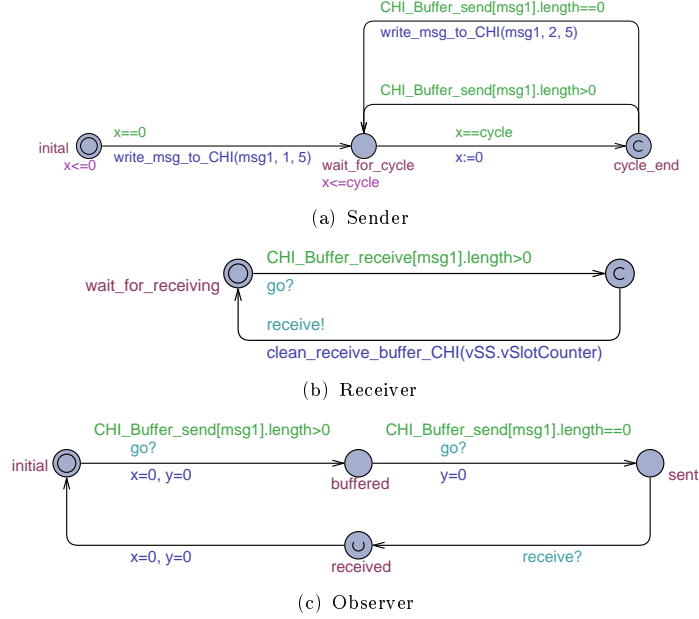 CHI_Buffer_send[msg1].length==0
write_msg_to_CHI(msg1, 2, 5)
CHI_Buffer_send[msg1].length>0
x==0
x==cycle
inital
x<=0
write_msg_to_CHI(msg1, 1, 5)
wait_for_cycle
x<=cycle
x:=0
cycle_end
C
(a) Sender
CHI_Buffer_receive[msg1].length>0
go?
wait_for_receiving
C
receive!
clean_receive_buffer_CHI(vSS.vSlotCounter)
(b) Receiver
CHI_Buffer_send[msg1].length>0
go?
CHI_Buffer_send[msg1].length==0
go?
initial
x=0, y=0
buffered
y=0
sent
x=0, y=0
U
received
receive?
(c) Observer